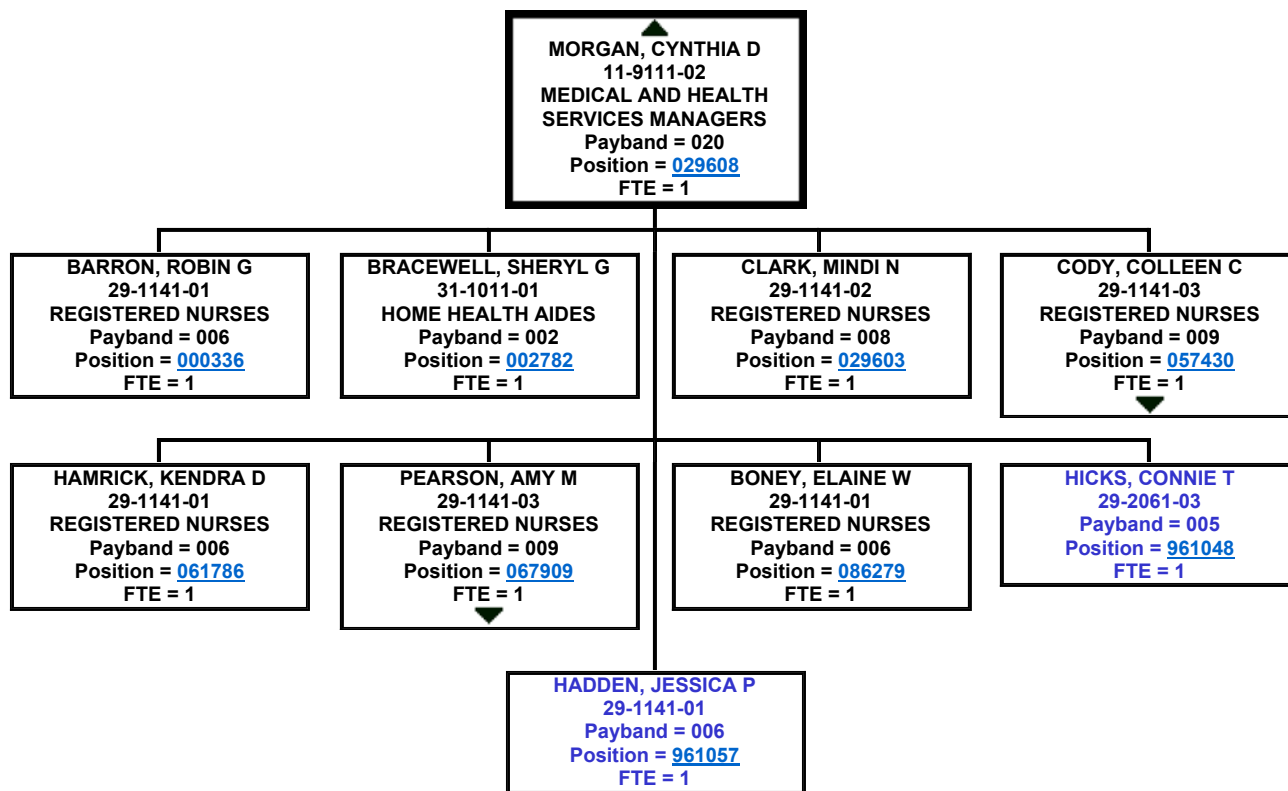 MORGAN, CYNTHIA D
11-9111-02
MEDICAL AND HEALTH
SERVICES MANAGERS
Payband = 020
Position = 029608
FTE = 1
BARRON, ROBIN G
29-1141-01
REGISTERED NURSES
Payband = 006
Position = 000336
FTE = 1
BRACEWELL, SHERYL G
31-1011-01
HOME HEALTH AIDES
Payband = 002
Position = 002782
FTE = 1
CLARK, MINDI N
29-1141-02
REGISTERED NURSES
Payband = 008
Position = 029603
FTE = 1
CODY, COLLEEN C
29-1141-03
REGISTERED NURSES
Payband = 009
Position = 057430
FTE = 1
HAMRICK, KENDRA D
29-1141-01
REGISTERED NURSES
Payband = 006
Position = 061786
FTE = 1
PEARSON, AMY M
29-1141-03
REGISTERED NURSES
Payband = 009
Position = 067909
FTE = 1
BONEY, ELAINE W
29-1141-01
REGISTERED NURSES
Payband = 006
Position = 086279
FTE = 1
HICKS, CONNIE T
29-2061-03
Payband = 005
Position = 961048
FTE = 1
HADDEN, JESSICA P
29-1141-01
Payband = 006
Position = 961057
FTE = 1